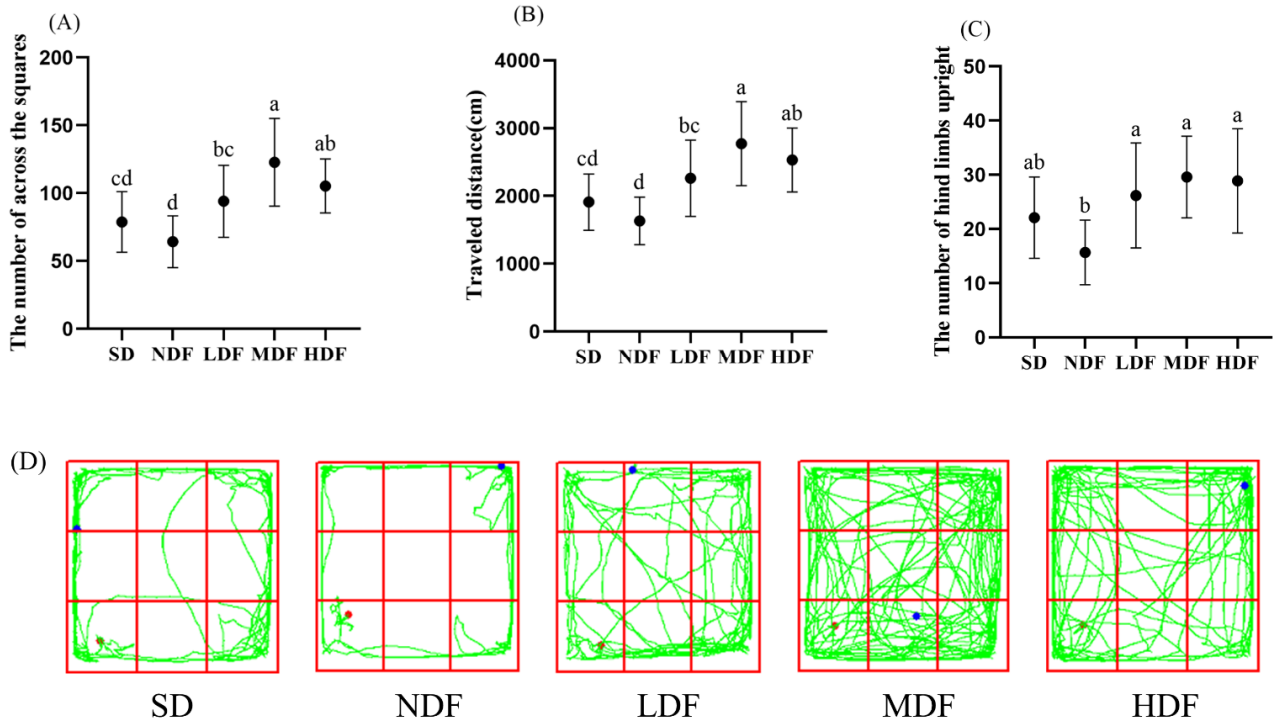 (A)
The number of across the squares
200
150
100
50
0
cd
d
bc
a
ab
SD NDF LDF MDF HDF
(B)
Traveled distance(cm)
4000
3000
2000
1000
0
cd
d
bc
a
ab
SD NDF LDF MDF HDF
(C)
The number of hind limbs upright
50
40
30
20
10
0
ab
b
a
a
a
SD NDF LDF MDF HDF
(D)
SD NDF LDF MDF HDF